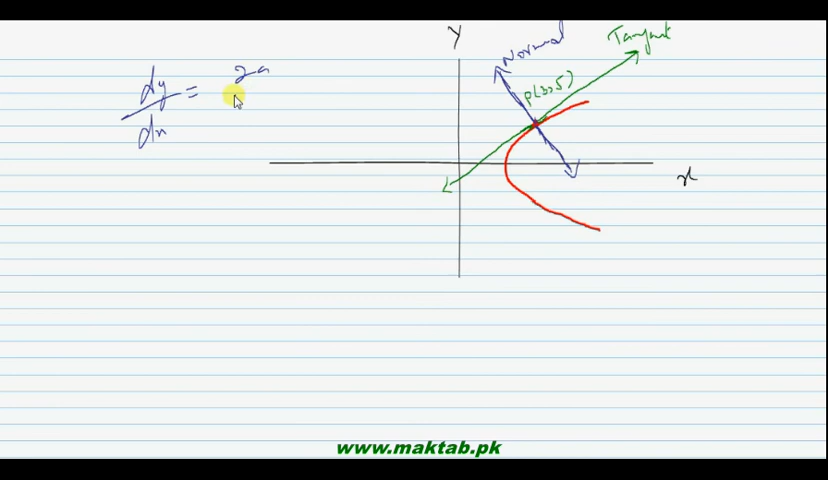 y
Normal
Tangent
dy/dx = 2a
P(3,5)
x
www.maktab.pk